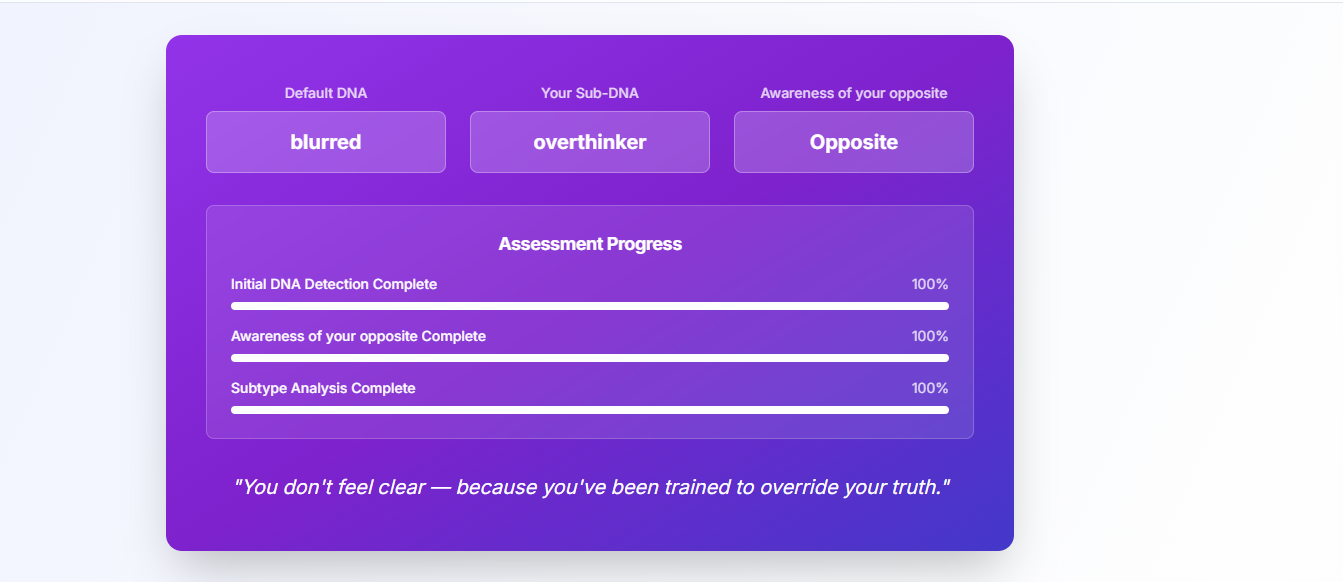 Default DNA
Your Sub-DNA
Awareness of your opposite
blurred
overthinker
Opposite
Assessment Progress
Initial DNA Detection Complete
100%
Awareness of your opposite Complete
100%
Subtype Analysis Complete
100%
"You don't feel clear — because you've been trained to override your truth."